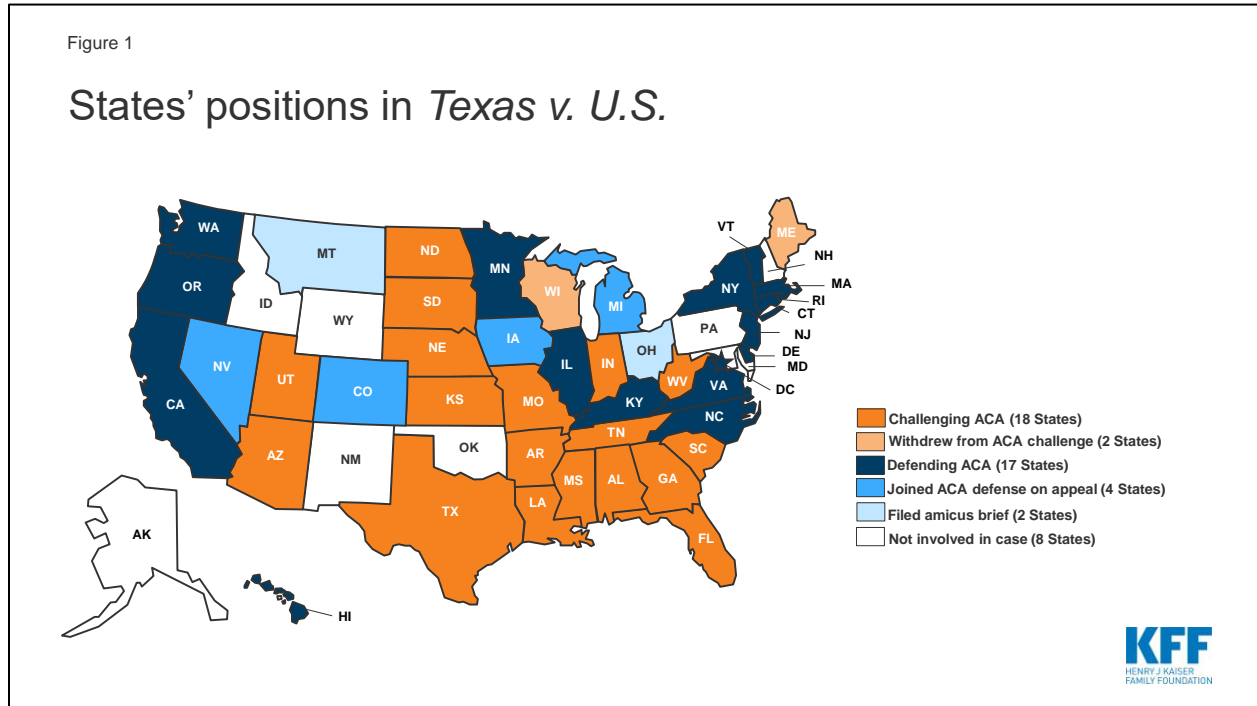 Figure 1
States’ positions in Texas v. U.S.
WA
MT
ND
MN
VT
ME
NH
OR
ID
WY
SD
WI
MI
NY
MA
RI
CT
NV
UT
CO
NE
IA
IL
IN
OH
PA
NJ
DE
MD
DC
CA
KS
MO
KY
WV
VA
AZ
NM
OK
AR
TN
NC
SC
TX
LA
MS
AL
GA
FL
AK
HI
Challenging ACA (18 States)
Withdrew from ACA challenge (2 States)
Defending ACA (17 States)
Joined ACA defense on appeal (4 States)
Filed amicus brief (2 States)
Not involved in case (8 States)
KFF
HENRY J KAISER
FAMILY FOUNDATION